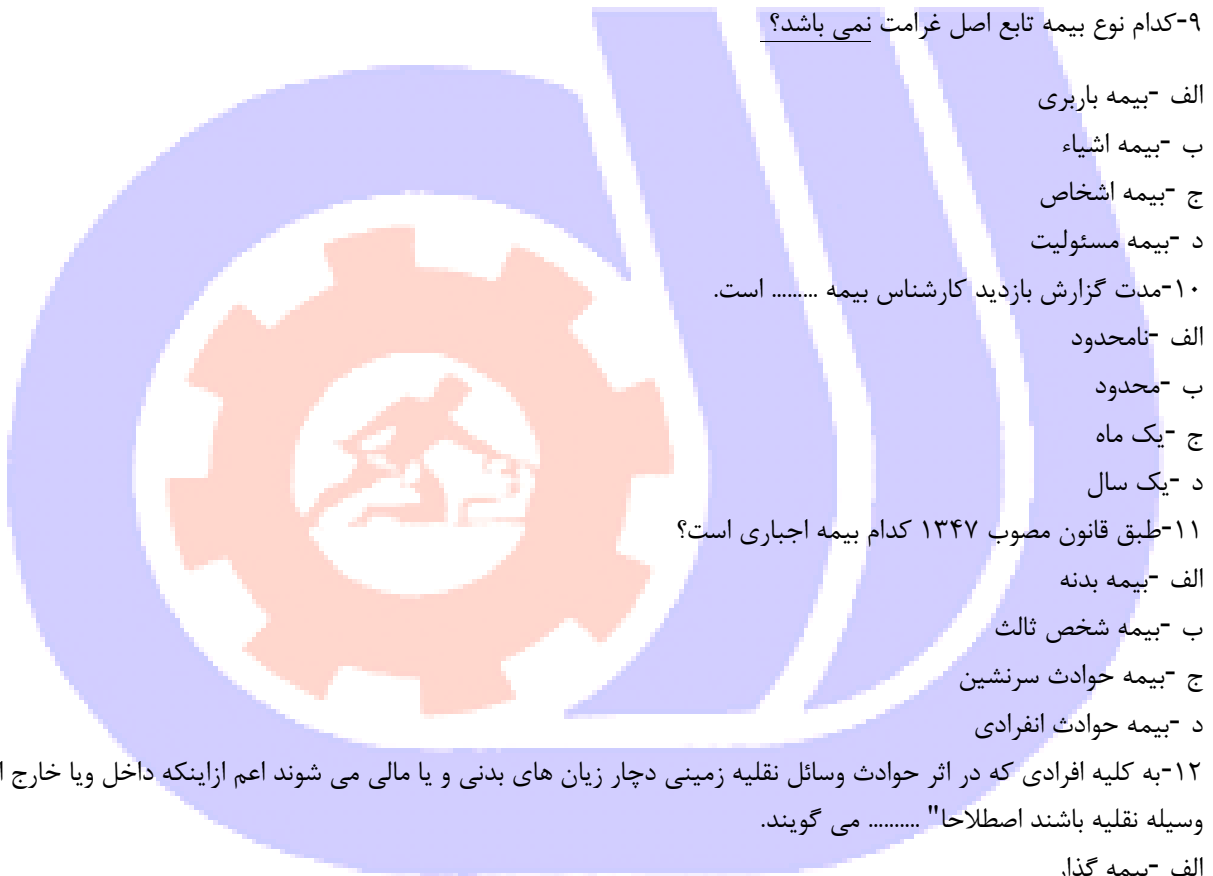 ۹-کدام نوع بیمه تابع اصل غرامت نمی باشد؟
الف -بیمه باربری
ب -بیمه اشیاء
ج -بیمه اشخاص
د -بیمه مسئولیت
۱۰-مدت گزارش بازدید کارشناس بیمه ......... است.
الف -نامحدود
ب -محدود
ج -یک ماه
د -یک سال
۱۱-طبق قانون مصوب ۱۳۴۷ کدام بیمه اجباری است؟
الف -بیمه بدنه
ب -بیمه شخص ثالث
ج -بیمه حوادث سرنشین
د -بیمه حوادث انفرادی
۱۲-به کلیه افرادی که در اثر حوادث وسائل نقلیه زمینی دچار زیان های بدنی و یا مالی می شوند اعم ازاینکه داخل ویا خارج
وسیله نقلیه باشند اصطلاحا" .......... می گویند.
الف -بیمه گذار